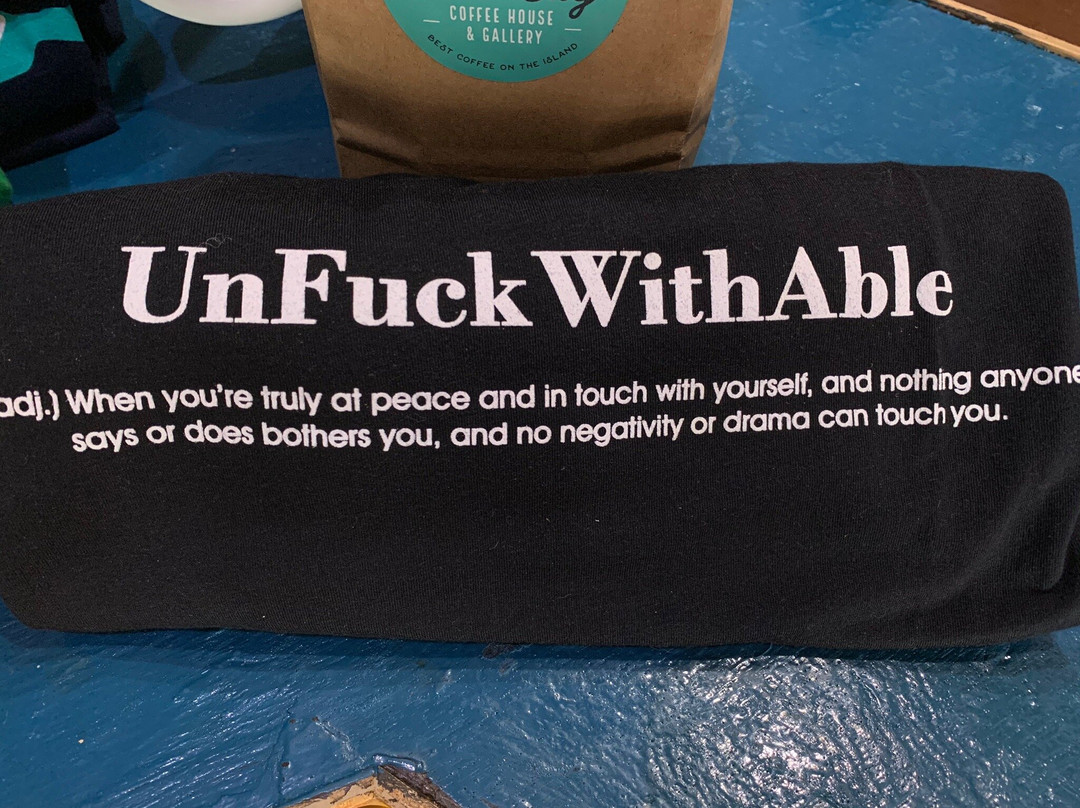 COFFEE HOUSE
& GALLERY
BEST COFFEE ON THE ISLAND
UnFuckWithAble
adj.) When you're truly at peace and in touch with yourself, and nothing anyone
says or does bothers you, and no negativity or drama can touch you.